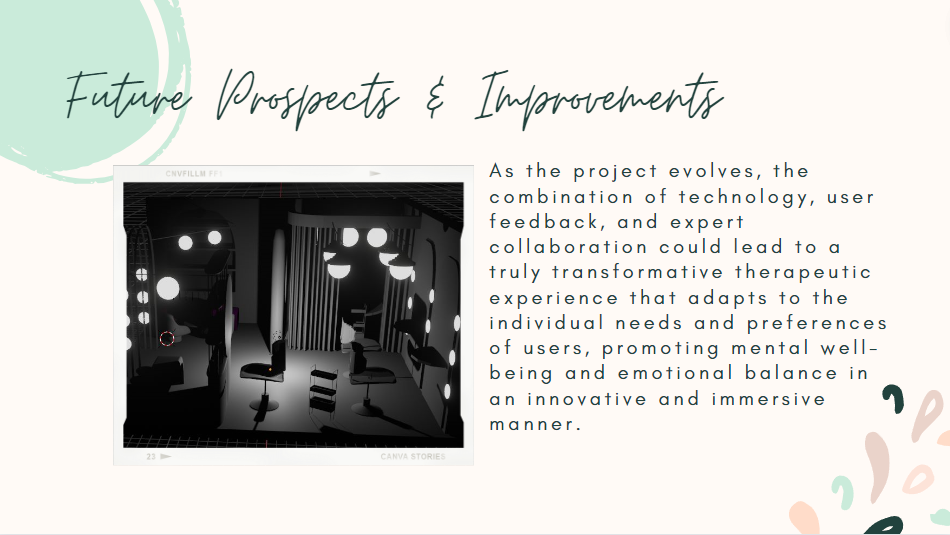 Future Prospects & Improvements
As the project evolves, the
combination of technology, user
feedback, and expert
collaboration could lead to a
truly transformative therapeutic
experience that adapts to the
individual needs and preferences
of users, promoting mental well-
being and emotional balance in
an innovative and immersive
manner.
CNVFILLM FF1
23
CANVA STORIES